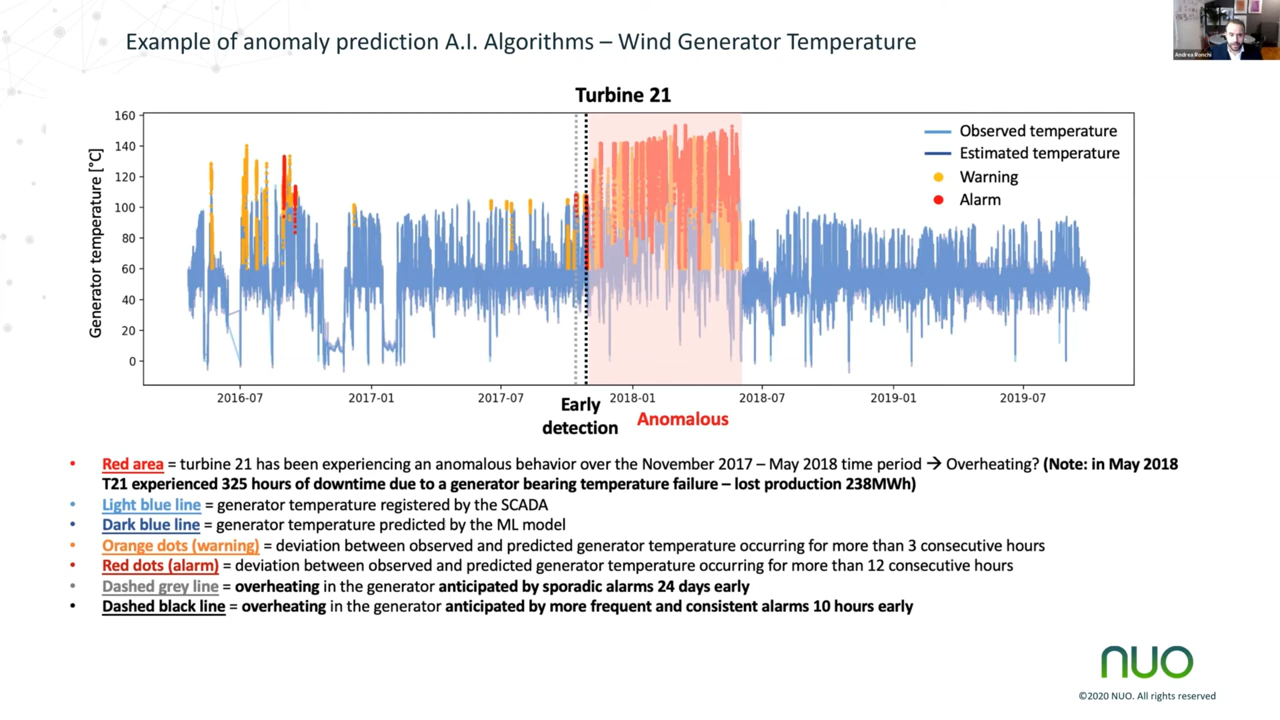 Example of anomaly prediction A.I. Algorithms – Wind Generator Temperature
Andrea Ronchi
Turbine 21
Generator temperature [°C]
160
140
120
100
80
60
40
20
0
Observed temperature
Estimated temperature
Warning
Alarm
2016-07
2017-01
2017-07
2018-01
2018-07
2019-01
2019-07
Early
detection
Anomalous
• Red area = turbine 21 has been experiencing an anomalous behavior over the November 2017 – May 2018 time period → Overheating? (Note: in May 2018
T21 experienced 325 hours of downtime due to a generator bearing temperature failure – lost production 238MWh)
• Light blue line = generator temperature registered by the SCADA
• Dark blue line = generator temperature predicted by the ML model
• Orange dots (warning) = deviation between observed and predicted generator temperature occurring for more than 3 consecutive hours
• Red dots (alarm) = deviation between observed and predicted generator temperature occurring for more than 12 consecutive hours
• Dashed grey line = overheating in the generator anticipated by sporadic alarms 24 days early
• Dashed black line = overheating in the generator anticipated by more frequent and consistent alarms 10 hours early
nuo
©2020 NUO. All rights reserved